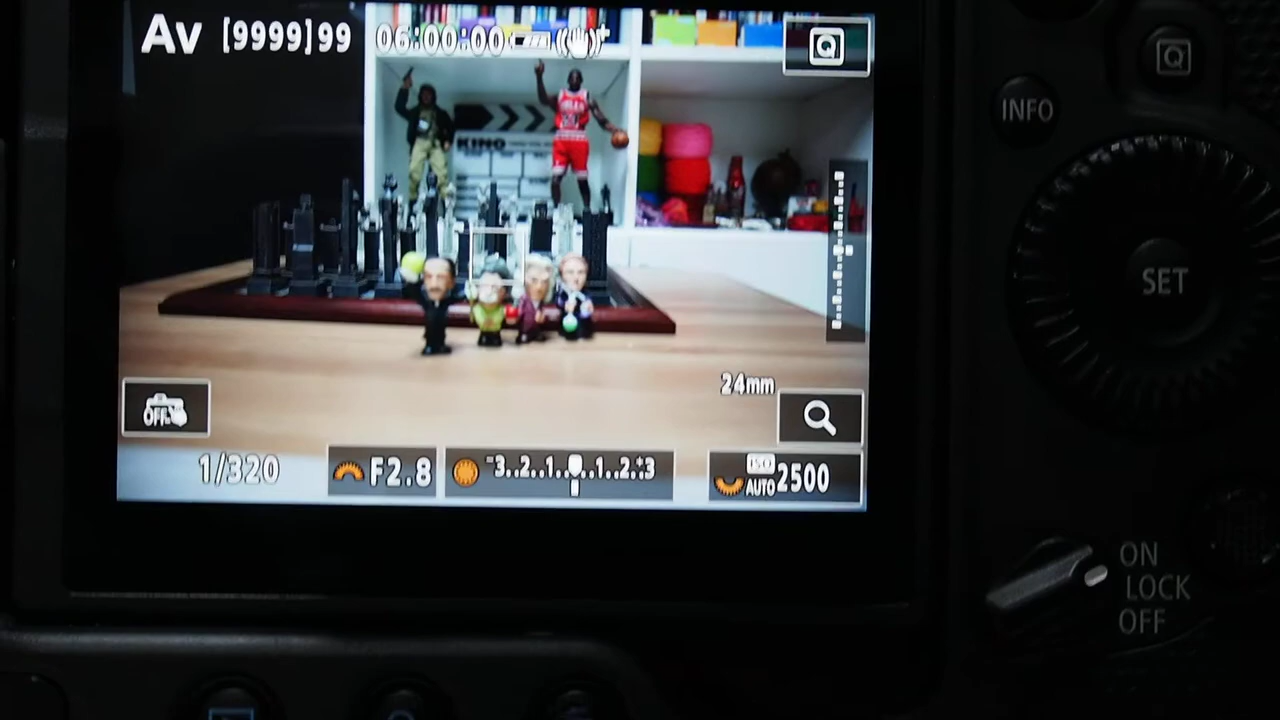 Av [9999]99 06:00:00
Q
Q
INFO
KINO
SET
24mm
OFF
1/320 F2.8 -3..2..1..0..1..2..+3 ISO AUTO 2500
ON
LOCK
OFF